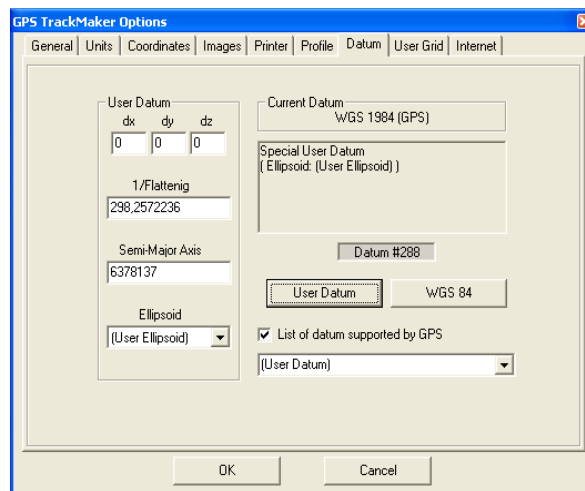 GPS TrackMaker Options
General Units Coordinates Images Printer Profile Datum User Grid Internet
User Datum
dx dy dz
0 0 0
1/Flattenig
298,2572236
Semi-Major Axis
6378137
Ellipsoid
(User Ellipsoid)
Current Datum
WGS 1984 (GPS)
Special User Datum
( Ellipsoid: (User Ellipsoid) )
Datum #288
User Datum WGS 84
List of datum supported by GPS
(User Datum)
OK Cancel